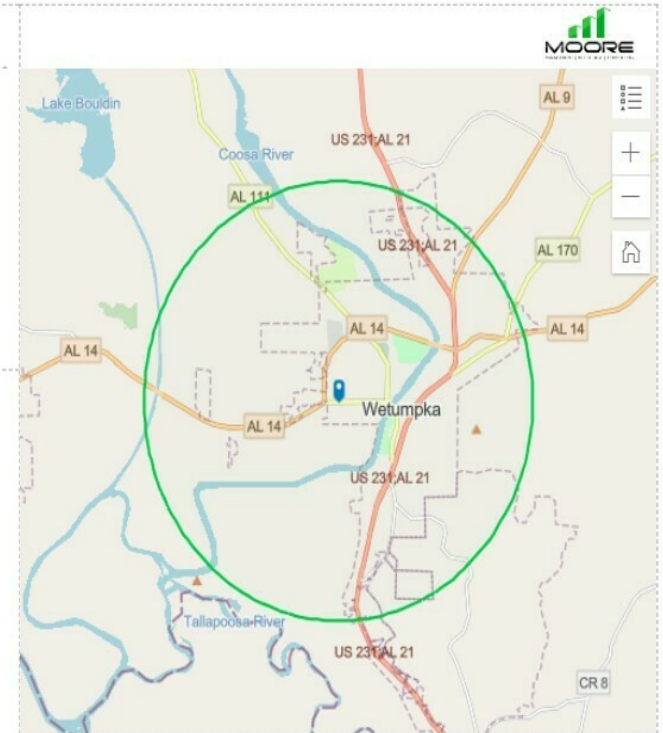 MOORE
Lake Bouldin
AL 9
US 231;AL 21
Coosa River
AL 111
US 231;AL 21
AL 170
AL 14
AL 14
AL 14
Wetumpka
AL 14
US 231;AL 21
Tallapoosa River
US 231;AL 21
CR 8